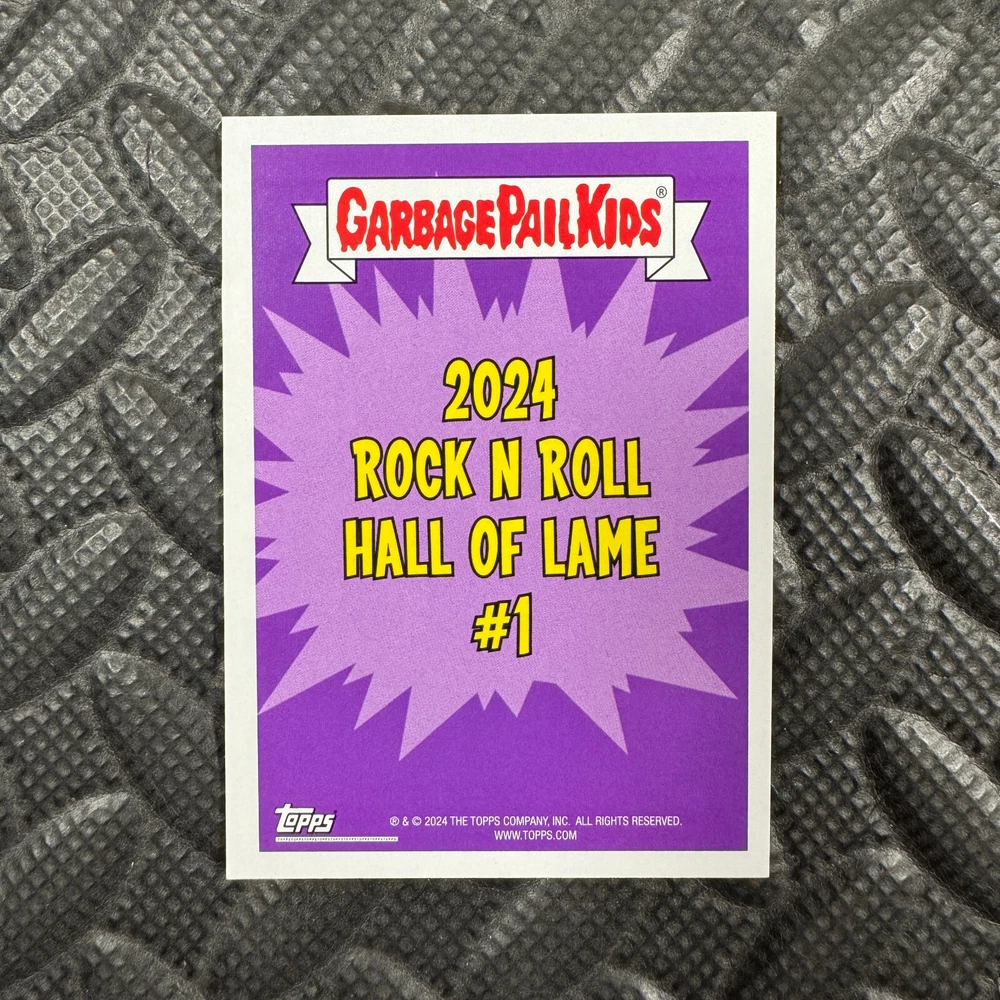 GARBAGE PAIL KIDS ®
2024
ROCK N ROLL
HALL OF LAME
#1
topps
® & © 2024 THE TOPPS COMPANY, INC. ALL RIGHTS RESERVED.
WWW.TOPPS.COM